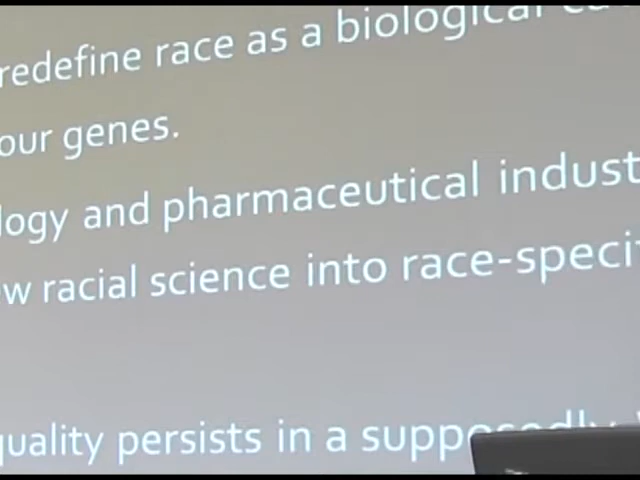 redefine race as a biological
our genes.
logy and pharmaceutical indust
w racial science into race-specif
quality persists in a supposedly